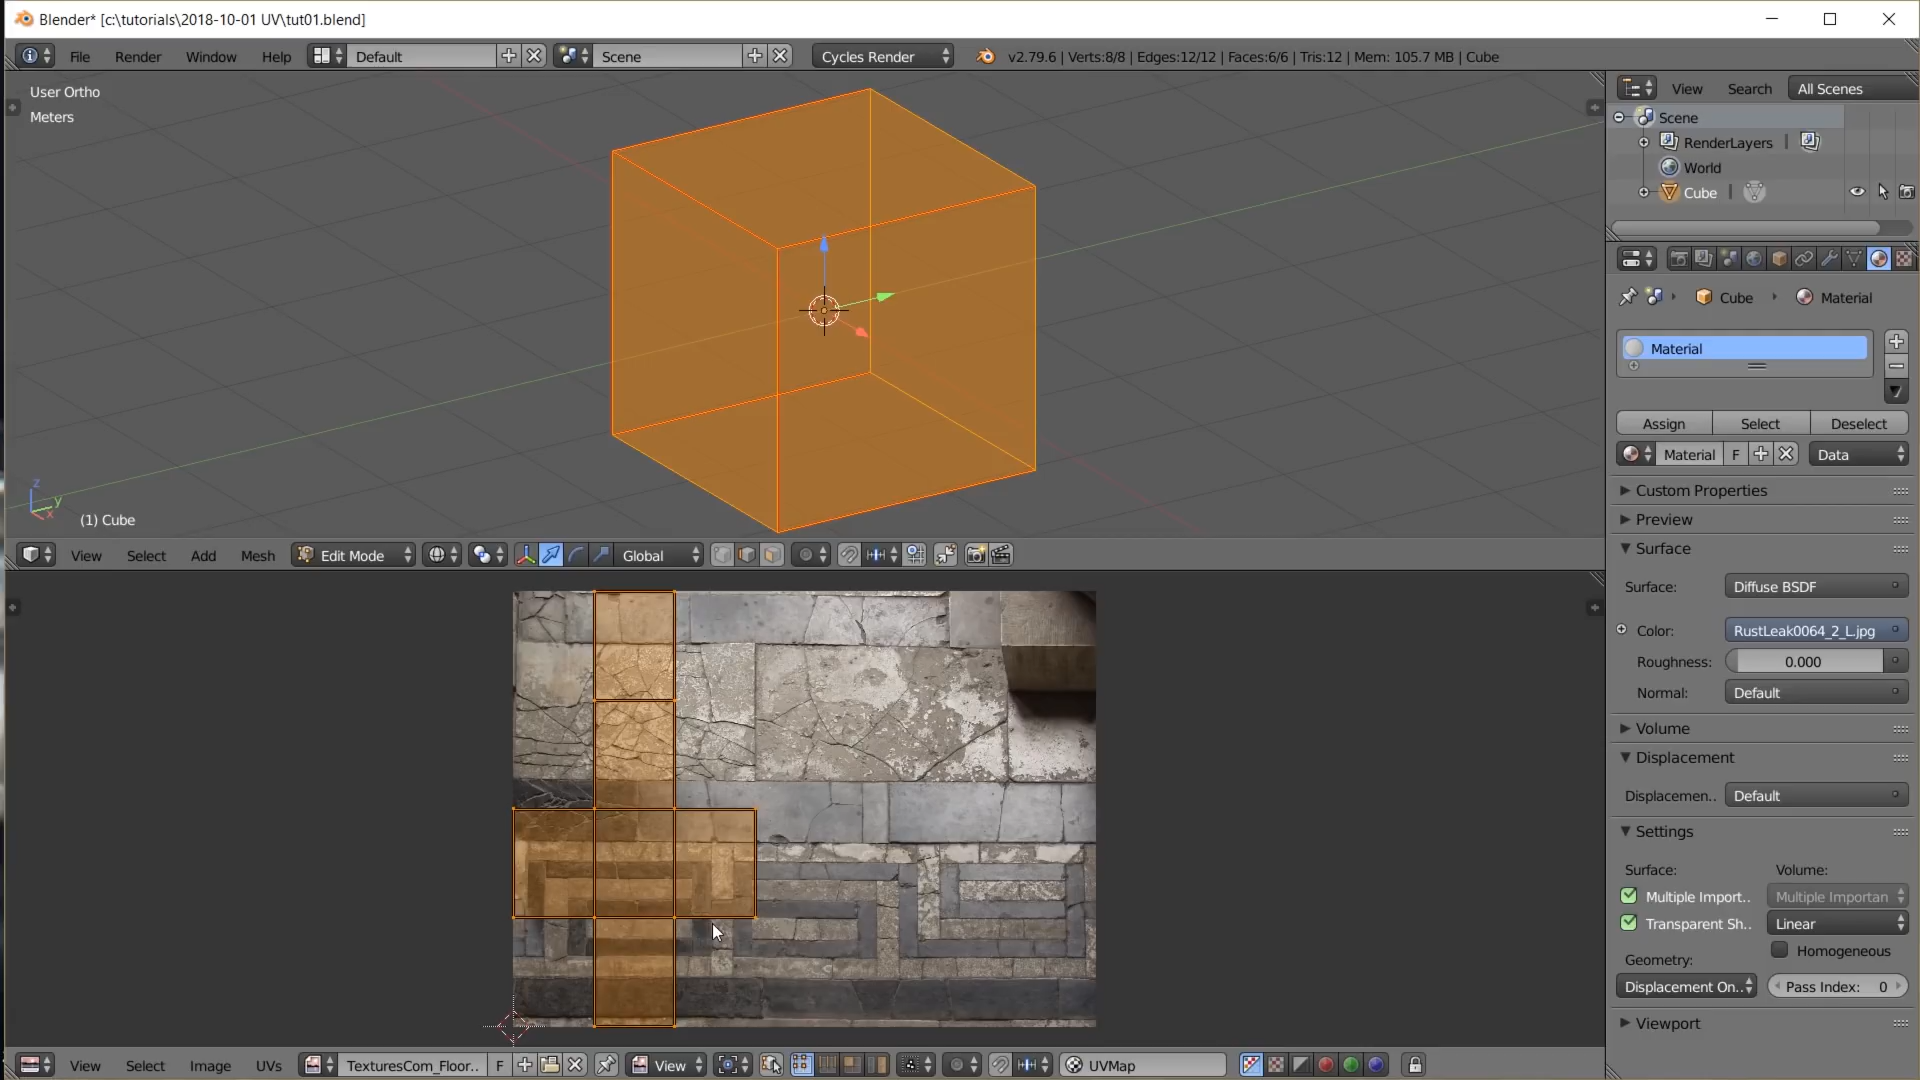 Blender* [c:\tutorials\2018-10-01 UV\tut01.blend]
File Render Window Help Default Scene Cycles Render v2.79.6 | Verts:8/8 | Edges:12/12 | Faces:6/6 | Tris:12 | Mem: 105.7 MB | Cube
User Ortho
Meters
z
y
x
(1) Cube
View Select Add Mesh Edit Mode Global
View Select Image UVs TexturesCom_Floor.. F View UVMap
View Search All Scenes
Scene
RenderLayers
World
Cube
Cube Material
Material
Assign Select Deselect
Material F Data
Custom Properties
Preview
Surface
Surface: Diffuse BSDF
Color: RustLeak0064_2_L.jpg
Roughness: 0.000
Normal: Default
Volume
Displacement
Displacemen.. Default
Settings
Surface: Volume:
Multiple Import.. Multiple Importan
Transparent Sh.. Linear
Homogeneous
Geometry:
Displacement On.. Pass Index: 0
Viewport